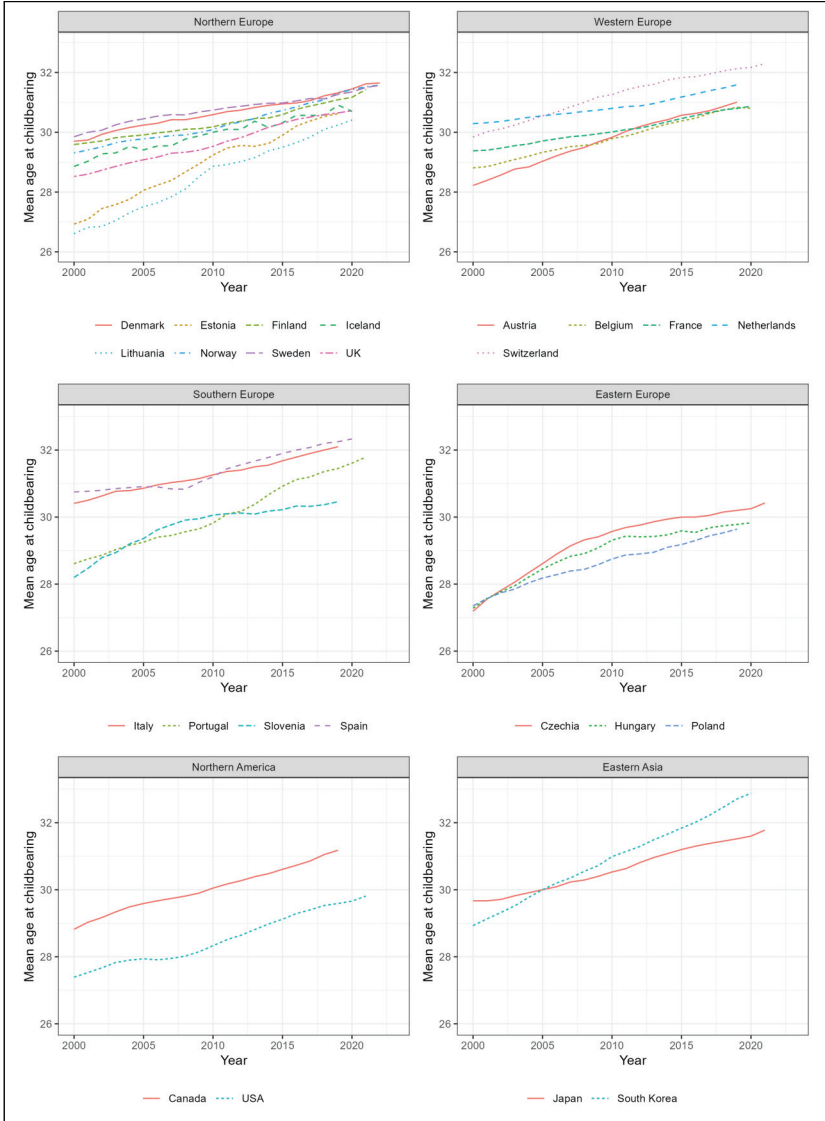 Northern Europe
Western Europe
32
30
28
26
Mean age at childbearing
2000 2005 2010 2015 2020
Year
32
30
28
26
Mean age at childbearing
2000 2005 2010 2015 2020
Year
Denmark Estonia Finland Iceland
Lithuania Norway Sweden UK
Austria Belgium France Netherlands
Switzerland
Southern Europe
Eastern Europe
32
30
28
26
Mean age at childbearing
2000 2005 2010 2015 2020
Year
32
30
28
26
Mean age at childbearing
2000 2005 2010 2015 2020
Year
Italy Portugal Slovenia Spain
Czechia Hungary Poland
Northern America
Eastern Asia
32
30
28
26
Mean age at childbearing
2000 2005 2010 2015 2020
Year
32
30
28
26
Mean age at childbearing
2000 2005 2010 2015 2020
Year
Canada USA
Japan South Korea